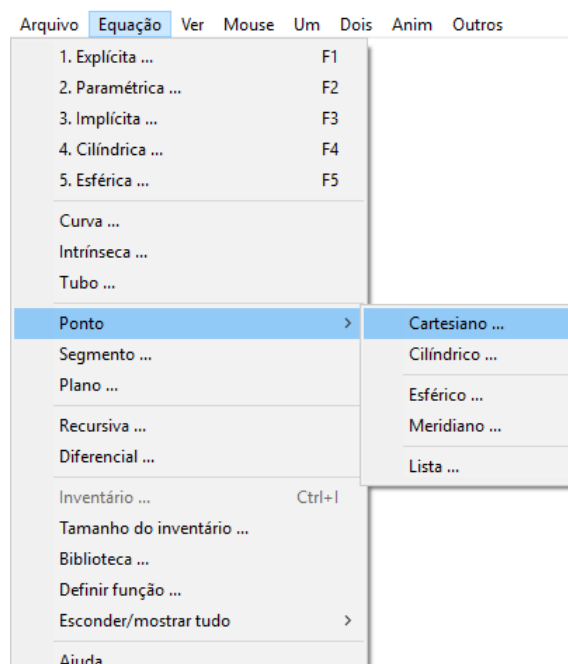 Arquivo Equação Ver Mouse Um Dois Anim Outros
1. Explícita ... F1
2. Paramétrica ... F2
3. Implícita ... F3
4. Cilíndrica ... F4
5. Esférica ... F5
Curva ...
Intrínseca ...
Tubo ...
Ponto >
Segmento ...
Plano ...
Recursiva ...
Diferencial ...
Inventário ... Ctrl+I
Tamanho do inventário ...
Biblioteca ...
Definir função ...
Esconder/mostrar tudo >
Ajuda
Cartesiano ...
Cilíndrico ...
Esférico ...
Meridiano ...
Lista ...